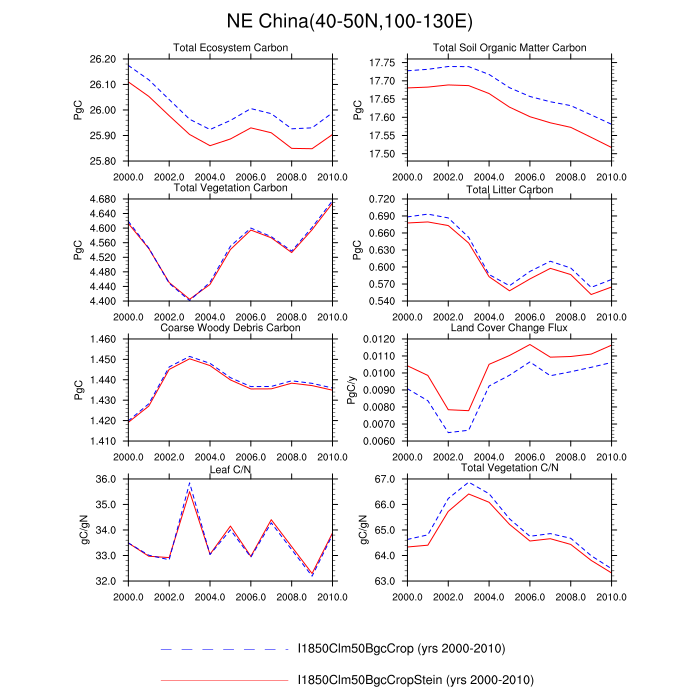 NE China(40-50N,100-130E)
Total Ecosystem Carbon
PgC
26.20
26.10
26.00
25.90
25.80
2000.0 2002.0 2004.0 2006.0 2008.0 2010.0
Total Soil Organic Matter Carbon
PgC
17.75
17.70
17.65
17.60
17.55
17.50
2000.0 2002.0 2004.0 2006.0 2008.0 2010.0
Total Vegetation Carbon
PgC
4.680
4.640
4.600
4.560
4.520
4.480
4.440
4.400
2000.0 2002.0 2004.0 2006.0 2008.0 2010.0
Total Litter Carbon
PgC
0.720
0.690
0.660
0.630
0.600
0.570
0.540
2000.0 2002.0 2004.0 2006.0 2008.0 2010.0
Coarse Woody Debris Carbon
PgC
1.460
1.450
1.440
1.430
1.420
1.410
2000.0 2002.0 2004.0 2006.0 2008.0 2010.0
Land Cover Change Flux
PgC/y
0.0120
0.0110
0.0100
0.0090
0.0080
0.0070
0.0060
2000.0 2002.0 2004.0 2006.0 2008.0 2010.0
Leaf C/N
gC/gN
36.0
35.0
34.0
33.0
32.0
2000.0 2002.0 2004.0 2006.0 2008.0 2010.0
Total Vegetation C/N
gC/gN
67.0
66.0
65.0
64.0
63.0
2000.0 2002.0 2004.0 2006.0 2008.0 2010.0
I1850Clm50BgcCrop (yrs 2000-2010)
I1850Clm50BgcCropStein (yrs 2000-2010)